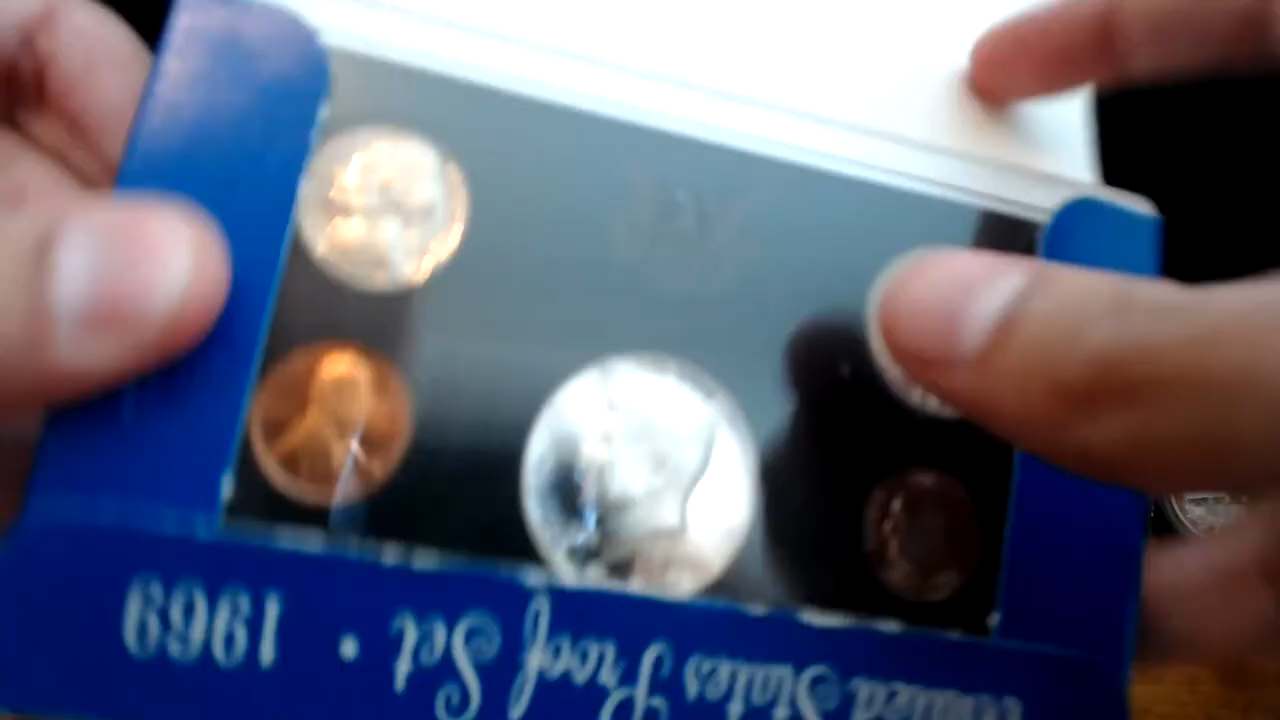 United States Proof Set • 1969